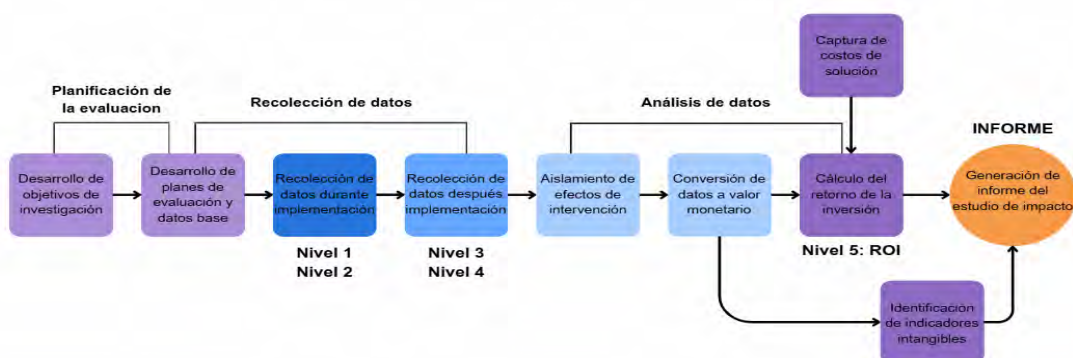 Captura de
costos de
solución
Planificación de
la evaluacion
Recolección de datos
Análisis de datos
INFORME
Desarrollo de
objetivos de
investigación
Desarrollo de
planes de
evaluación y
datos base
Recolección de
datos durante
implementación
Recolección de
datos después
implementación
Aislamiento de
efectos de
intervención
Conversión de
datos a valor
monetario
Cálculo del
retorno de la
inversión
Generación de
informe del
estudio de impacto
Nivel 1
Nivel 2
Nivel 3
Nivel 4
Nivel 5: ROI
Identificación
de indicadores
intangibles